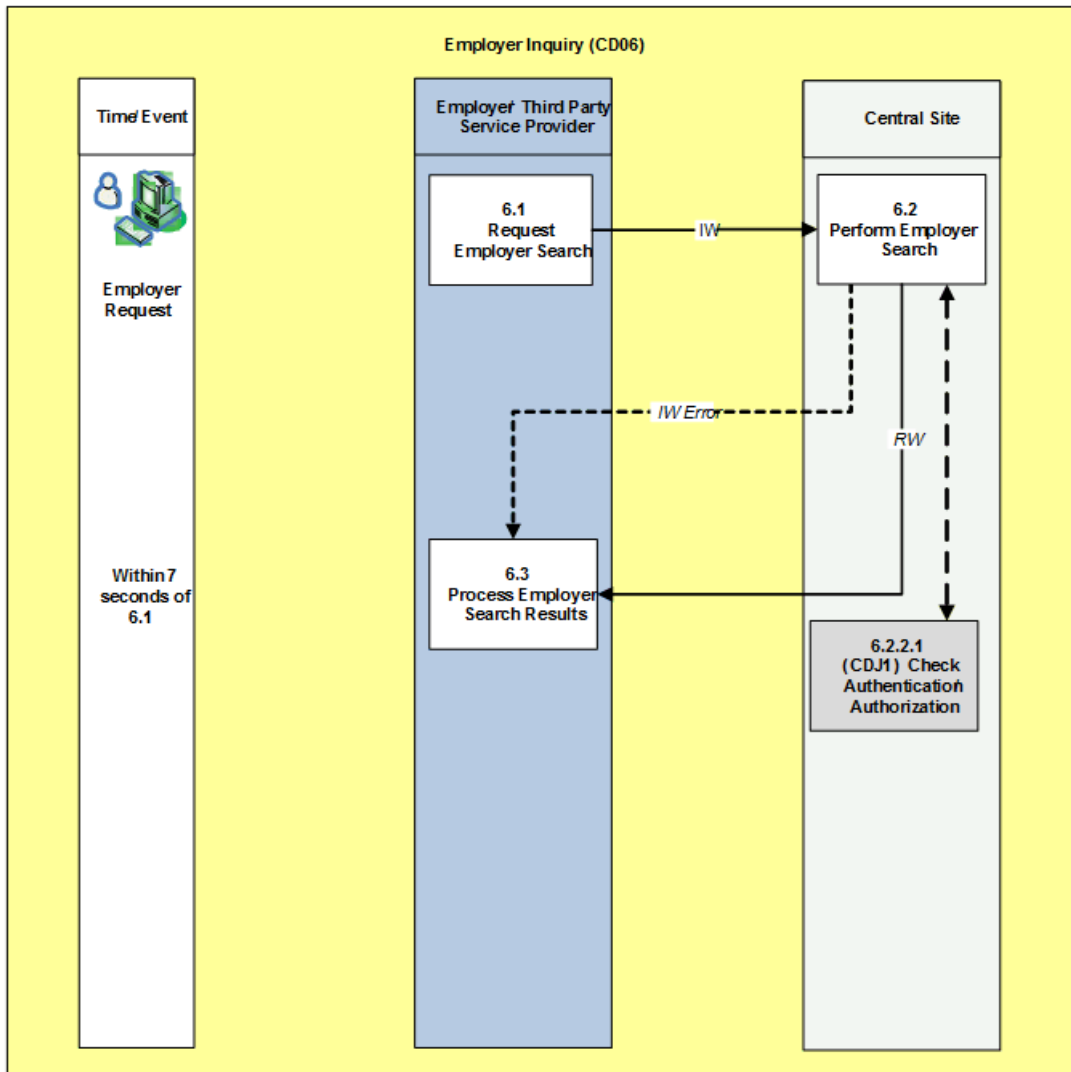 Employer Inquiry (CD06)
Time/Event
Employer/ Third Party
Service Provider
Central Site
6.1
Request
Employer Search
IW
6.2
Perform Employer
Search
Employer
Request
IW Error
RW
Within 7
seconds of
6.1
6.3
Process Employer
Search Results
6.2.2.1
(CDJ1) Check
Authentication/
Authorization